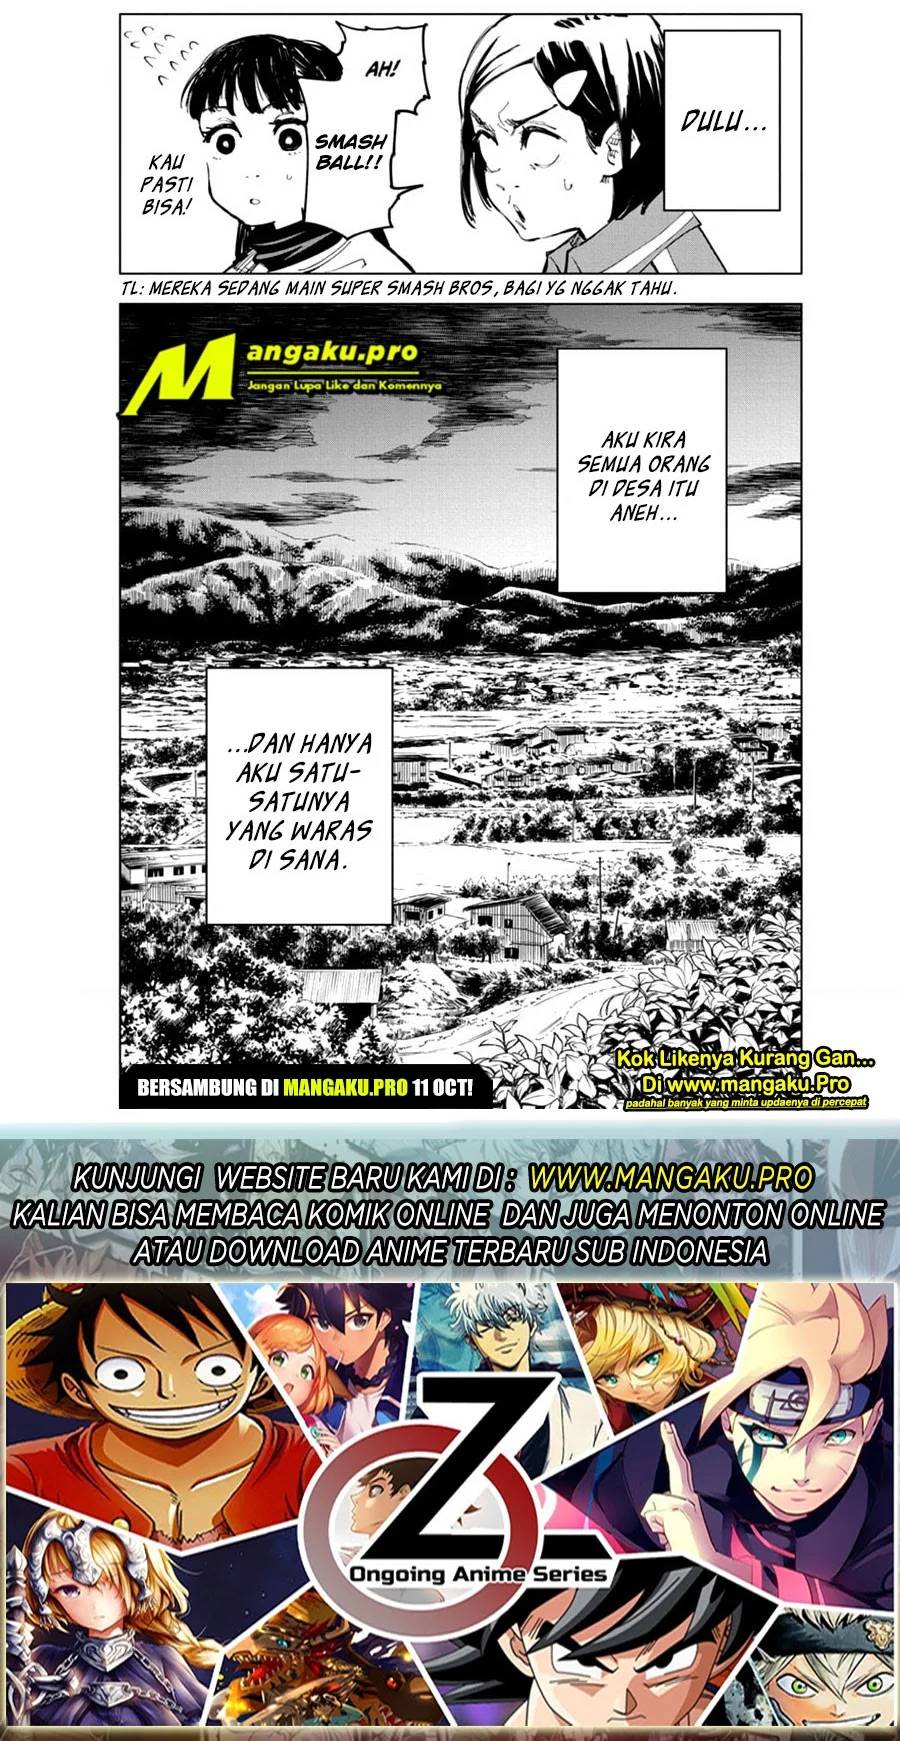 DULU...
AH!
SMASH
BALL!!
KAU
PASTI
BISA!
TL: MEREKA SEDANG MAIN SUPER SMASH BROS, BAGI YG NGGAK TAHU.
Mangaku.pro
Jangan Lupa Like dan Komennya
AKU KIRA
SEMUA ORANG
DI DESA ITU
ANEH...
...DAN HANYA
AKU SATU-
SATUNYA
YANG WARAS
DI SANA.
Kok Likenya Kurang Gan...
Di www.mangaku.Pro
padahal banyak yang minta updaenya di percepat
BERSAMBUNG DI MANGAKU.PRO 11 OCT!
KUNJUNGI WEBSITE BARU KAMI DI : WWW.MANGAKU.PRO
KALIAN BISA MEMBACA KOMIK ONLINE DAN JUGA MENONTON ONLINE
ATAU DOWNLOAD ANIME TERBARU SUB INDONESIA
Z
Ongoing Anime Series